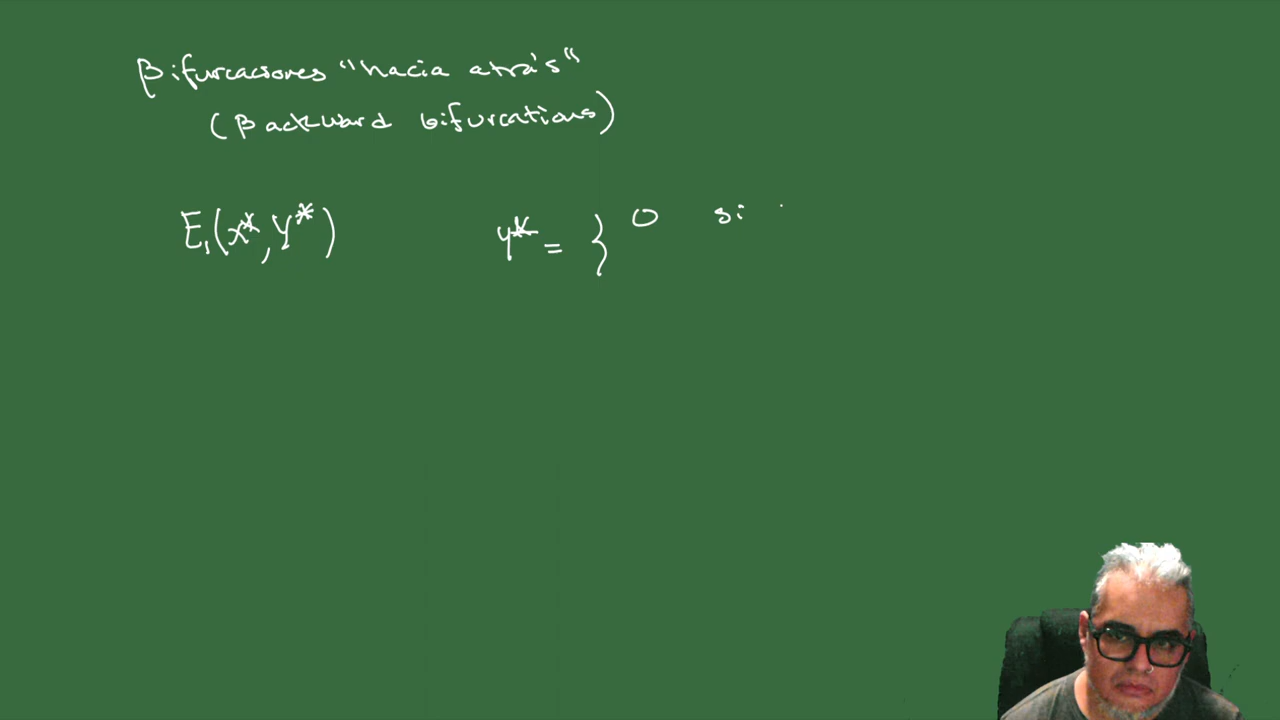 Bifurcaciones "hacia atrás"
(Backward bifurcations)
E₁(x*, y*) y* = { 0 si